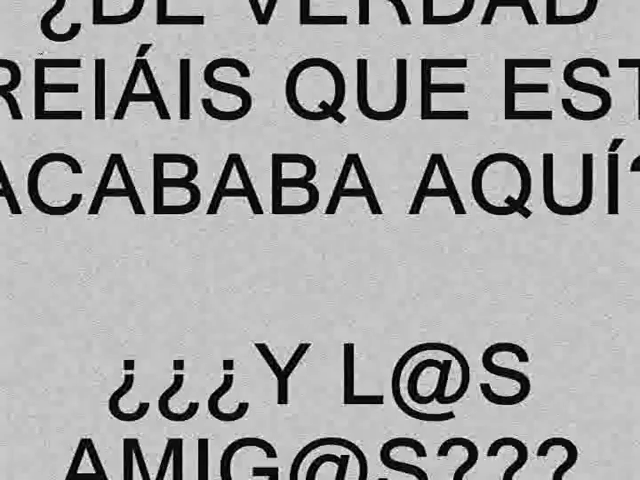 ¿DE VERDAD
REIÁIS QUE EST
ACABABA AQUÍ?
¿¿¿Y L@S
AMIG@S???